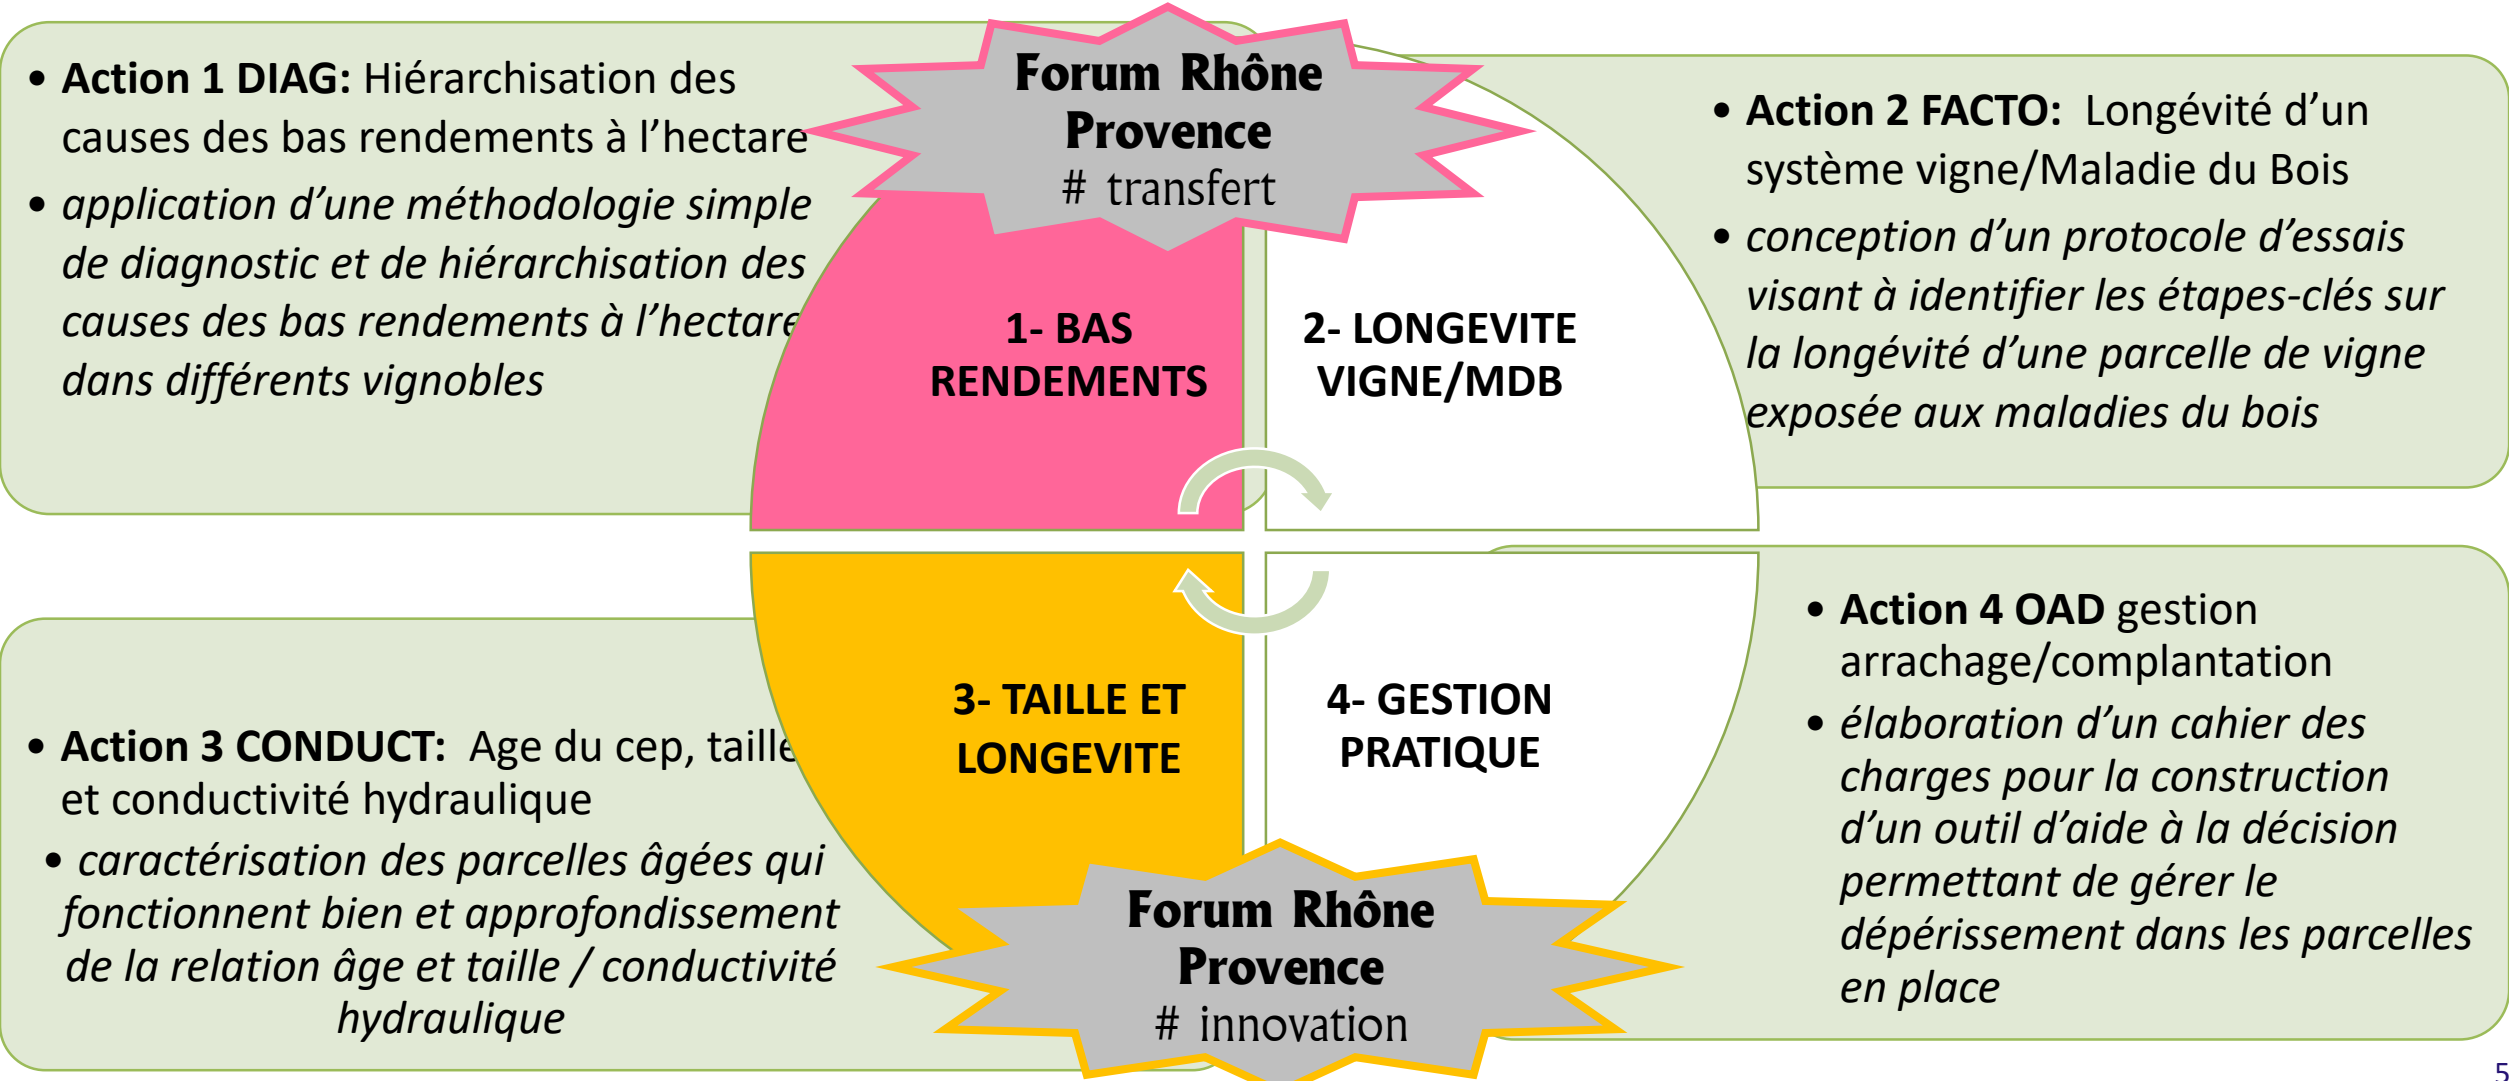 • Action 1 DIAG: Hiérarchisation des
causes des bas rendements à l’hectare
• application d’une méthodologie simple
de diagnostic et de hiérarchisation des
causes des bas rendements à l’hectare
dans différents vignobles
Forum Rhône
Provence
# transfert
• Action 2 FACTO: Longévité d’un
système vigne/Maladie du Bois
• conception d’un protocole d’essais
visant à identifier les étapes-clés sur
la longévité d’une parcelle de vigne
exposée aux maladies du bois
1- BAS
RENDEMENTS
2- LONGEVITE
VIGNE/MDB
3- TAILLE ET
LONGEVITE
4- GESTION
PRATIQUE
• Action 3 CONDUCT: Age du cep, taille
et conductivité hydraulique
• caractérisation des parcelles âgées qui
fonctionnent bien et approfondissement
de la relation âge et taille / conductivité
hydraulique
Forum Rhône
Provence
# innovation
• Action 4 OAD gestion
arrachage/complantation
• élaboration d’un cahier des
charges pour la construction
d’un outil d’aide à la décision
permettant de gérer le
dépérissement dans les parcelles
en place
5